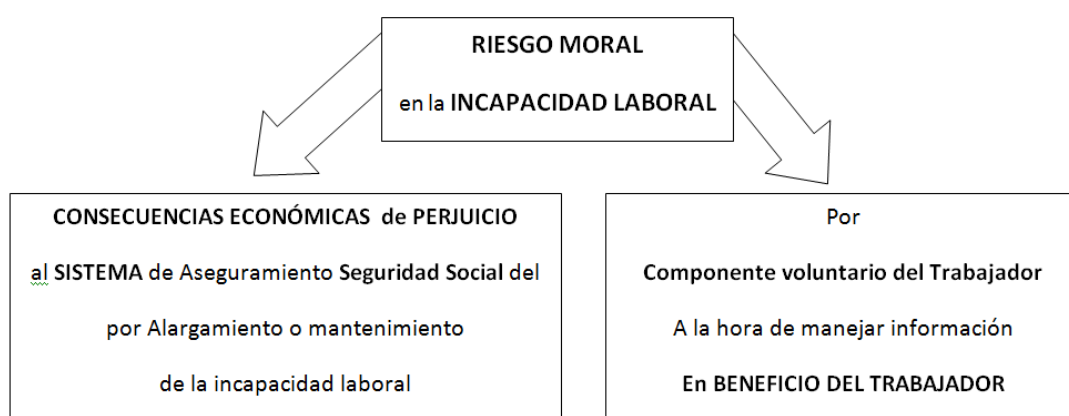 RIESGO MORAL
en la INCAPACIDAD LABORAL
CONSECUENCIAS ECONÓMICAS de PERJUICIO
al SISTEMA de Aseguramiento Seguridad Social del
por Alargamiento o mantenimiento
de la incapacidad laboral
Por
Componente voluntario del Trabajador
A la hora de manejar información
En BENEFICIO DEL TRABAJADOR